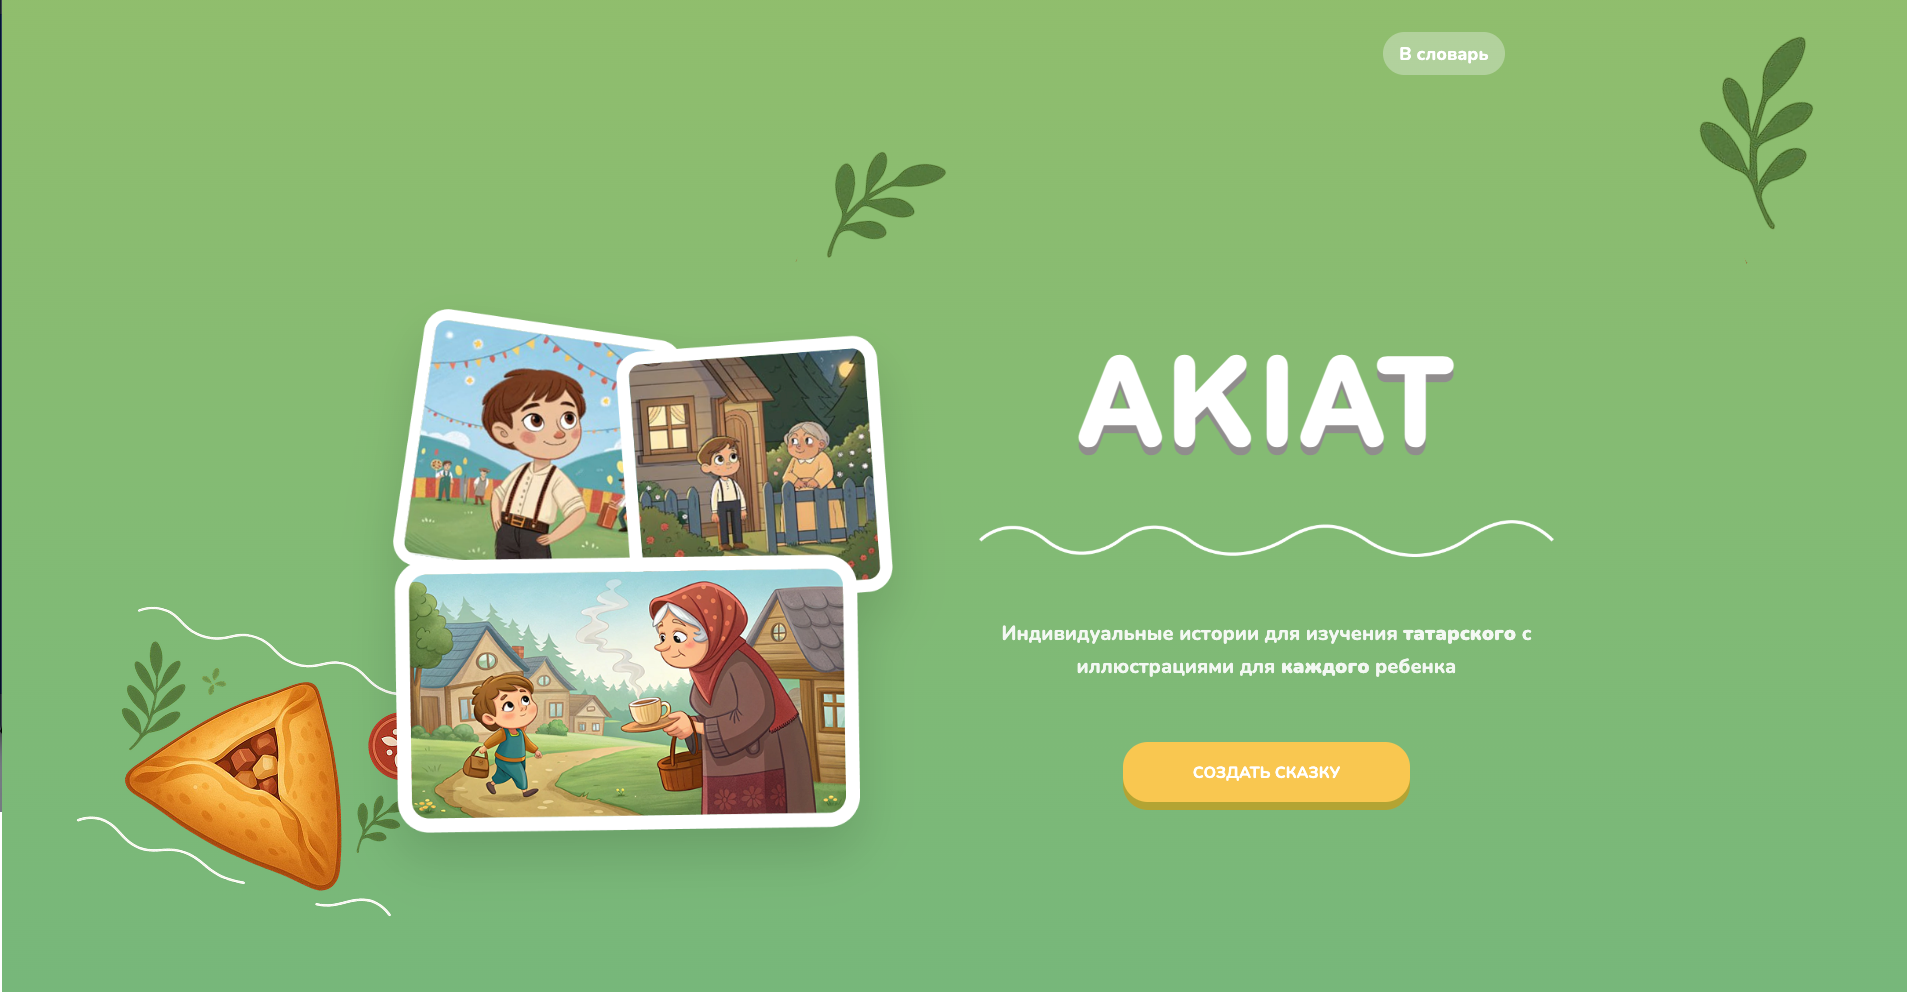 В словарь
AKIAT
Индивидуальные истории для изучения татарского с
иллюстрациями для каждого ребенка
СОЗДАТЬ СКАЗКУ